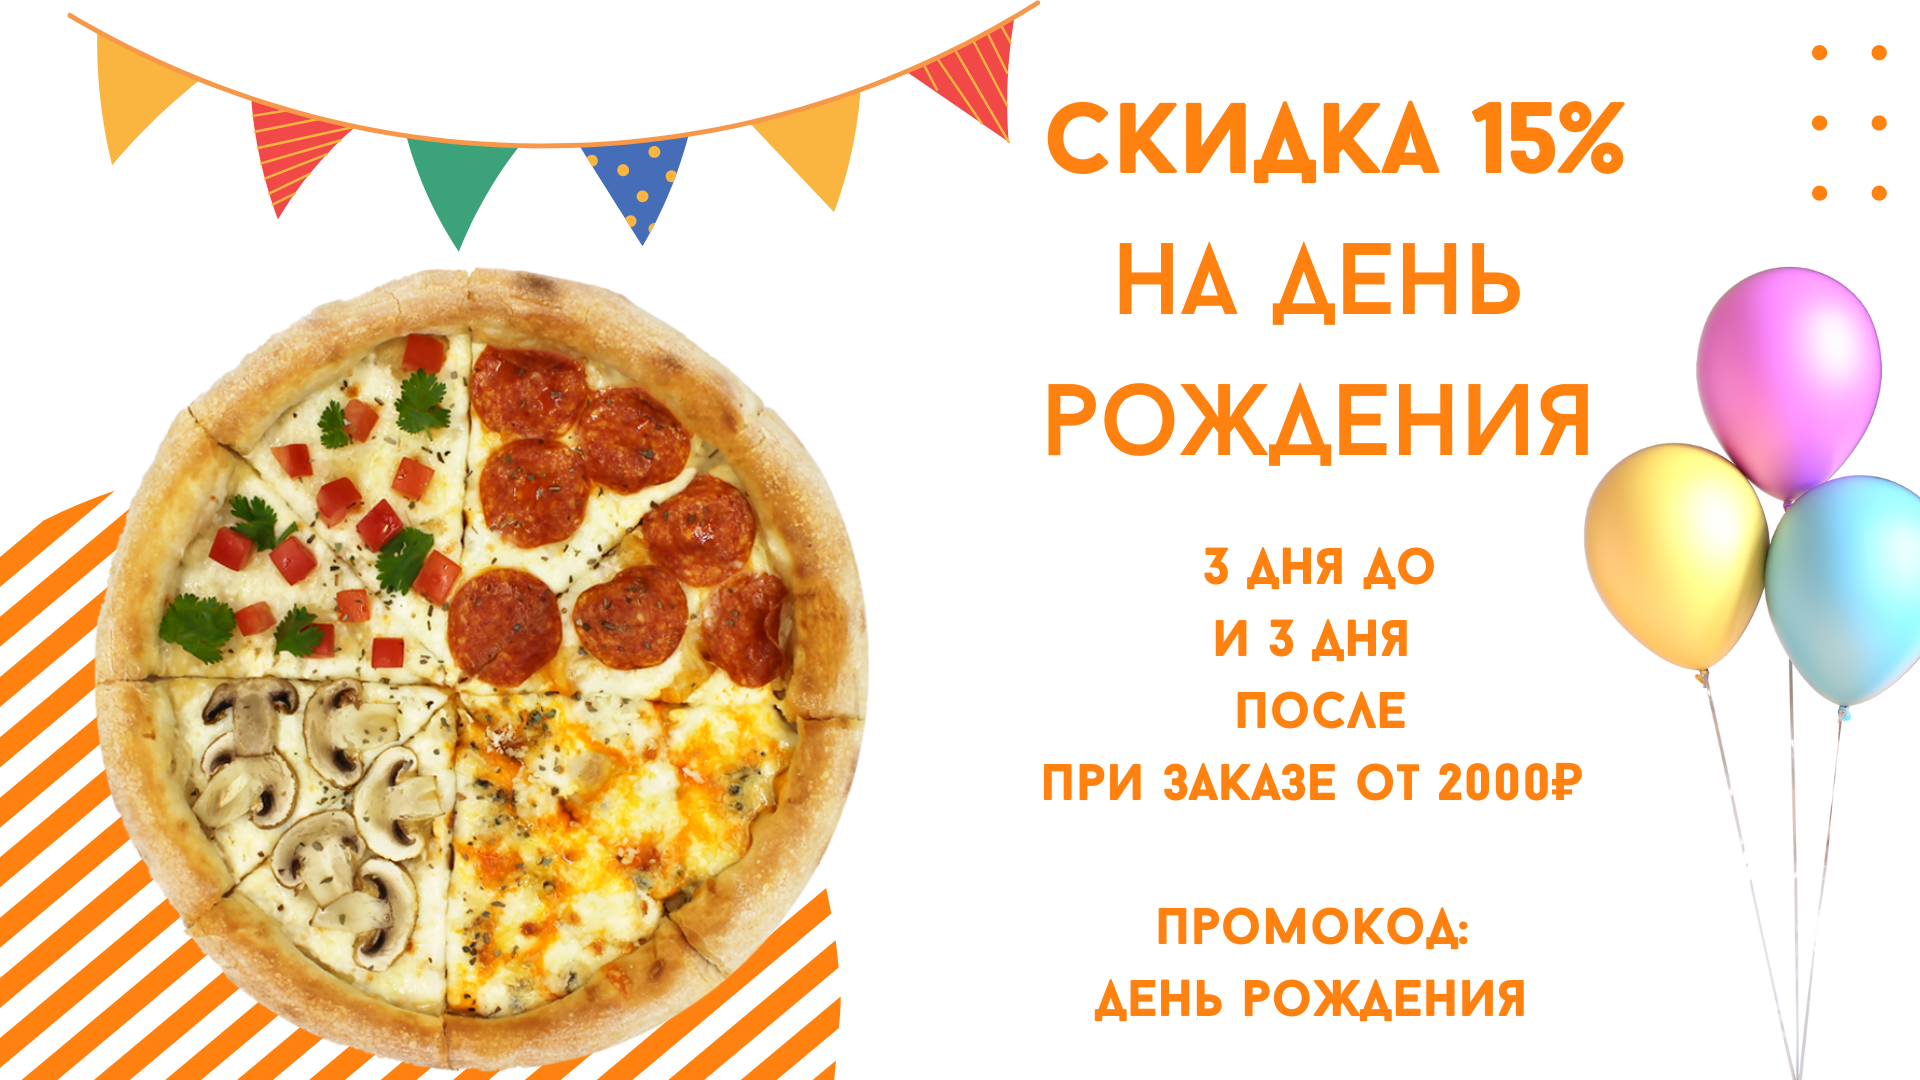 СКИДКА 15%
НА ДЕНЬ
РОЖДЕНИЯ
3 ДНЯ ДО
И 3 ДНЯ
ПОСЛЕ
ПРИ ЗАКАЗЕ ОТ 2000₽
ПРОМОКОД:
ДЕНЬ РОЖДЕНИЯ